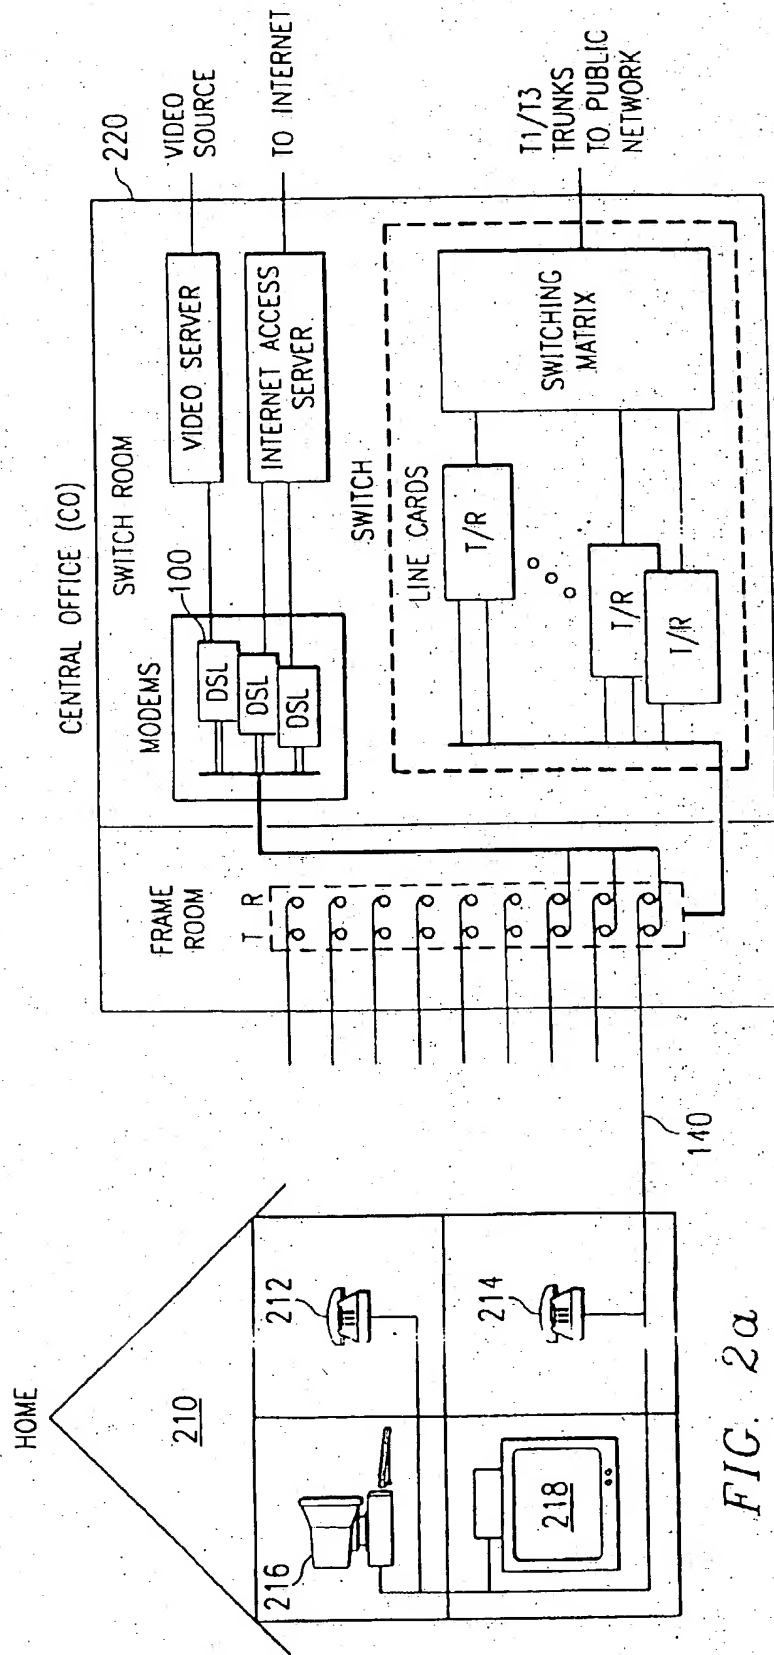 HOME
210
216
212
218
214
140
CENTRAL OFFICE (CO)
220
FRAME
ROOM
T R
SWITCH ROOM
MODEMS
100
DSL
DSL
DSL
VIDEO SERVER
INTERNET ACCESS
SERVER
VIDEO
SOURCE
TO INTERNET
SWITCH
LINE CARDS
T/R
T/R
T/R
SWITCHING
MATRIX
T1/T3
TRUNKS
TO PUBLIC
NETWORK
FIG. 2a